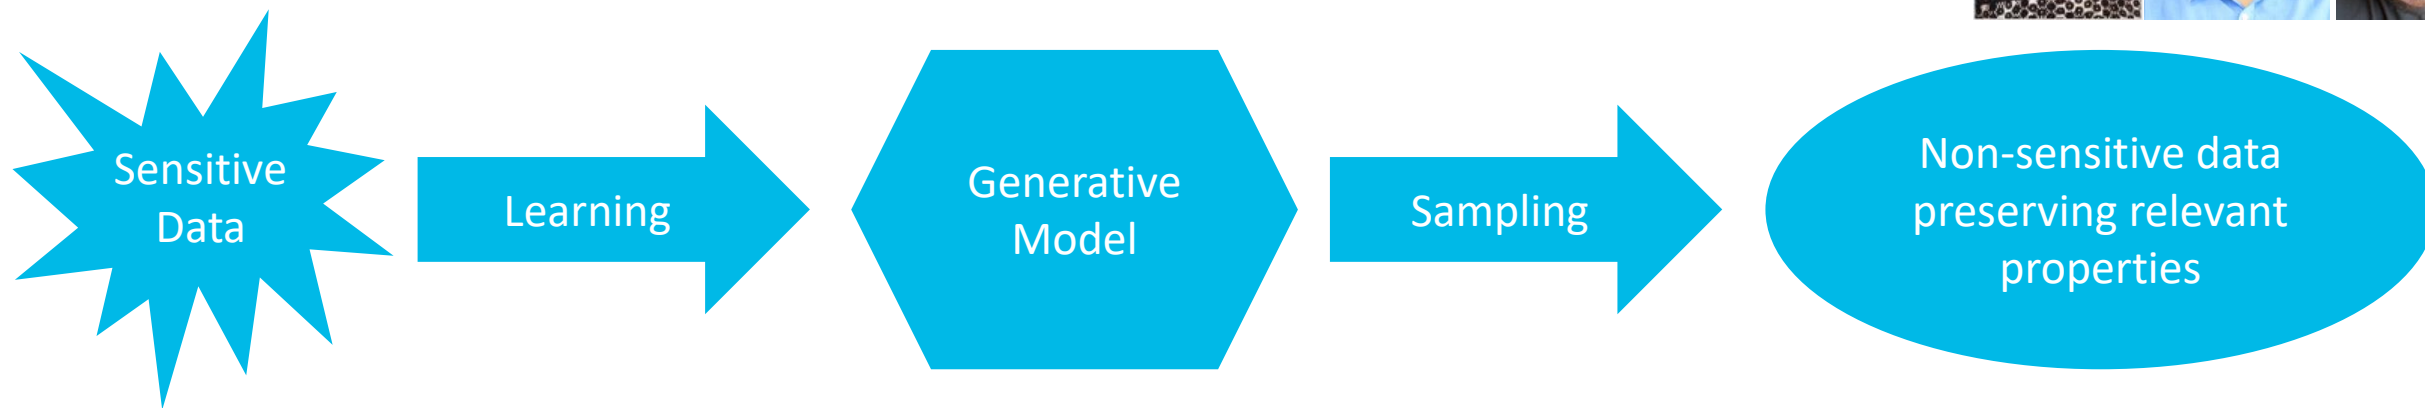 Sensitive
Data
Learning
Generative
Model
Sampling
Non-sensitive data
preserving relevant
properties